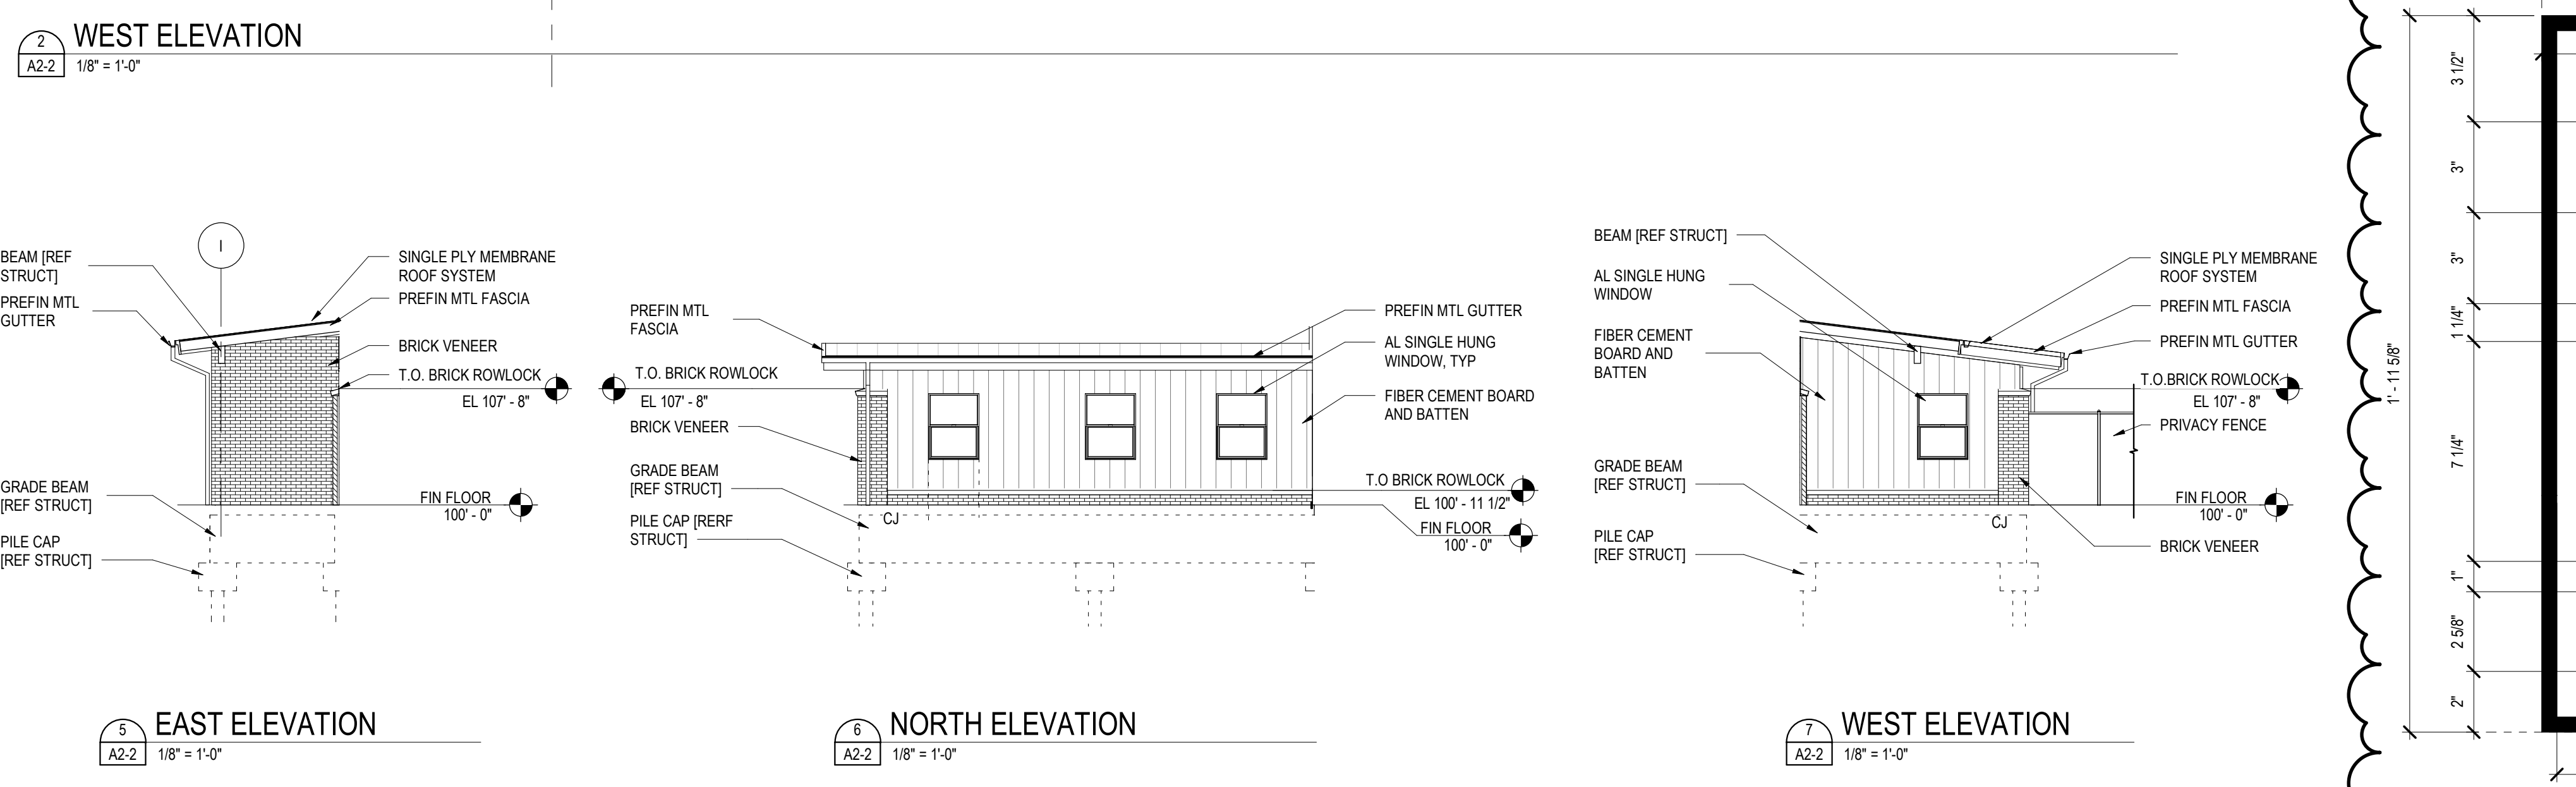 2
A2-2
WEST ELEVATION
1/8" = 1'-0"
I
BEAM [REF
STRUCT]
PREFIN MTL
GUTTER
GRADE BEAM
[REF STRUCT]
PILE CAP
[REF STRUCT]
SINGLE PLY MEMBRANE
ROOF SYSTEM
PREFIN MTL FASCIA
BRICK VENEER
T.O. BRICK ROWLOCK
EL 107' - 8"
FIN FLOOR
100' - 0"
5
A2-2
EAST ELEVATION
1/8" = 1'-0"
PREFIN MTL
FASCIA
T.O. BRICK ROWLOCK
EL 107' - 8"
BRICK VENEER
GRADE BEAM
[REF STRUCT]
PILE CAP [RERF
STRUCT]
CJ
PREFIN MTL GUTTER
AL SINGLE HUNG
WINDOW, TYP
FIBER CEMENT BOARD
AND BATTEN
T.O BRICK ROWLOCK
EL 100' - 11 1/2"
FIN FLOOR
100' - 0"
6
A2-2
NORTH ELEVATION
1/8" = 1'-0"
BEAM [REF STRUCT]
AL SINGLE HUNG
WINDOW
FIBER CEMENT
BOARD AND
BATTEN
GRADE BEAM
[REF STRUCT]
PILE CAP
[REF STRUCT]
CJ
SINGLE PLY MEMBRANE
ROOF SYSTEM
PREFIN MTL FASCIA
PREFIN MTL GUTTER
T.O.BRICK ROWLOCK
EL 107' - 8"
PRIVACY FENCE
FIN FLOOR
100' - 0"
BRICK VENEER
7
A2-2
WEST ELEVATION
1/8" = 1'-0"
1' - 11 5/8"
3 1/2"
3"
3"
1 1/4"
7 1/4"
1"
2 5/8"
2"